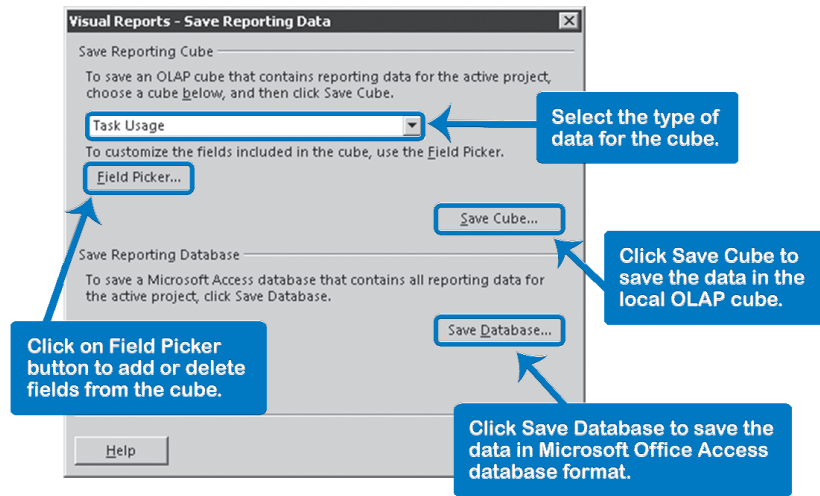 Visual Reports - Save Reporting Data
Save Reporting Cube
To save an OLAP cube that contains reporting data for the active project,
choose a cube below, and then click Save Cube.
Task Usage
Select the type of
data for the cube.
To customize the fields included in the cube, use the Field Picker.
Field Picker...
Save Cube...
Click Save Cube to
save the data in the
local OLAP cube.
Save Reporting Database
To save a Microsoft Access database that contains all reporting data for
the active project, click Save Database.
Save Database...
Click on Field Picker
button to add or delete
fields from the cube.
Click Save Database to save the
data in Microsoft Office Access
database format.
Help